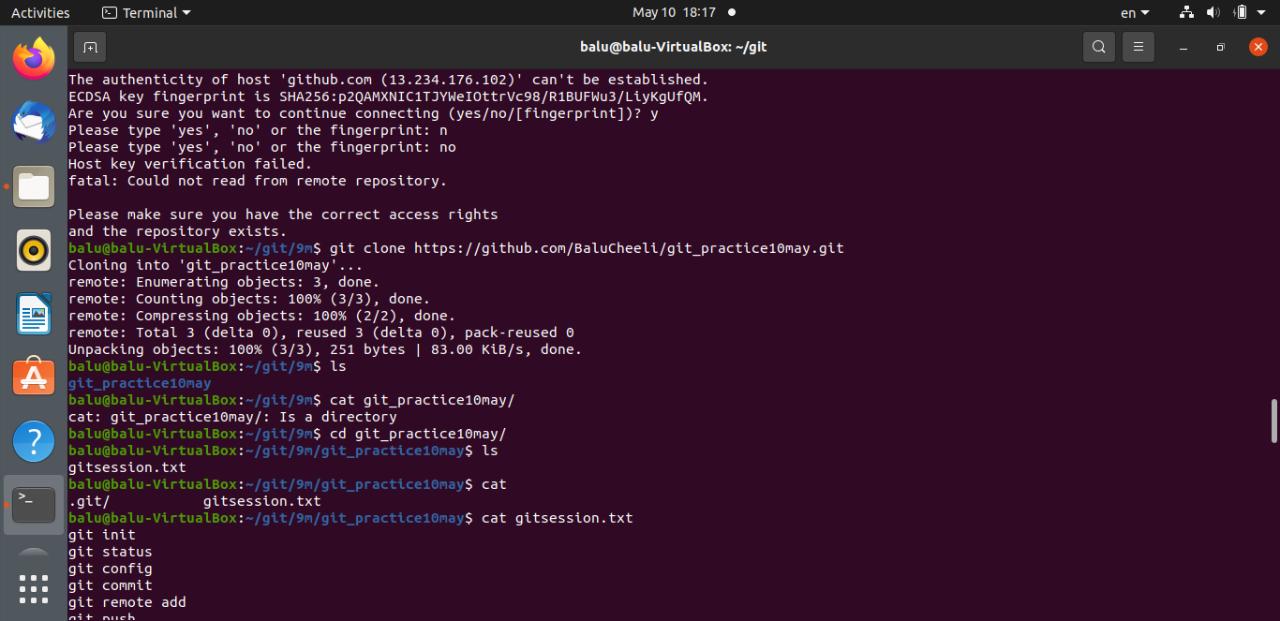 Activities
Terminal
May 10 18:17
en
balu@balu-VirtualBox: ~/git
The authenticity of host 'github.com (13.234.176.102)' can't be established.
ECDSA key fingerprint is SHA256:p2QAMXNIC1TJYWeIOttrVc98/R1BUFWu3/LiyKgUfQM.
Are you sure you want to continue connecting (yes/no/[fingerprint])? y
Please type 'yes', 'no' or the fingerprint: n
Please type 'yes', 'no' or the fingerprint: no
Host key verification failed.
fatal: Could not read from remote repository.

Please make sure you have the correct access rights
and the repository exists.
balu@balu-VirtualBox:~/git/9m$ git clone https://github.com/BaluCheeli/git_practice10may.git
Cloning into 'git_practice10may'...
remote: Enumerating objects: 3, done.
remote: Counting objects: 100% (3/3), done.
remote: Compressing objects: 100% (2/2), done.
remote: Total 3 (delta 0), reused 3 (delta 0), pack-reused 0
Unpacking objects: 100% (3/3), 251 bytes | 83.00 KiB/s, done.
balu@balu-VirtualBox:~/git/9m$ ls
git_practice10may
balu@balu-VirtualBox:~/git/9m$ cat git_practice10may/
cat: git_practice10may/: Is a directory
balu@balu-VirtualBox:~/git/9m$ cd git_practice10may/
balu@balu-VirtualBox:~/git/9m/git_practice10may$ ls
gitsession.txt
balu@balu-VirtualBox:~/git/9m/git_practice10may$ cat
.git/           gitsession.txt
balu@balu-VirtualBox:~/git/9m/git_practice10may$ cat gitsession.txt
git init
git status
git config
git commit
git remote add
git push